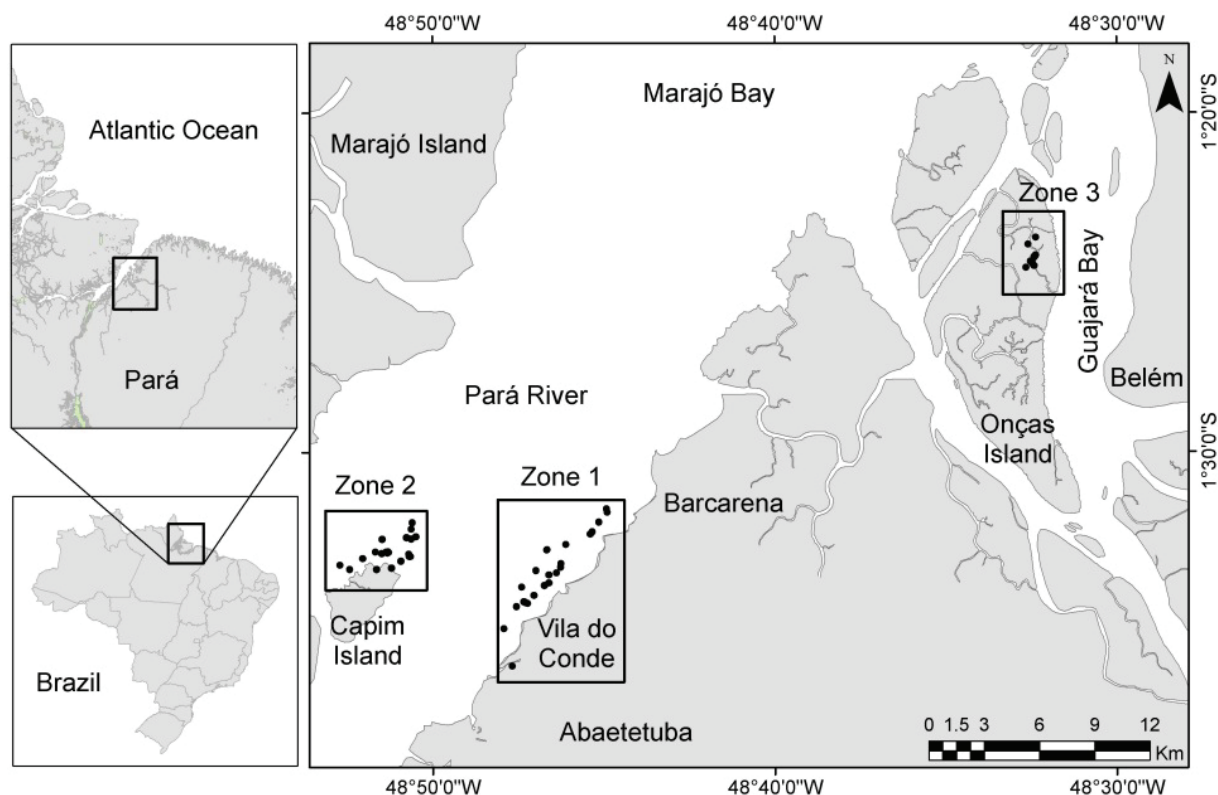 48°50'0"W
48°40'0"W
48°30'0"W
Atlantic Ocean
Pará
Brazil
Marajó Bay
N
Marajó Island
1°20'0"S
Zone 3
Guajará Bay
Belém
Pará River
Onças
Island
1°30'0"S
Zone 2
Zone 1
Barcarena
Capim
Island
Vila do
Conde
Abaetetuba
0 1.5 3 6 9 12
Km
48°50'0"W
48°40'0"W
48°30'0"W